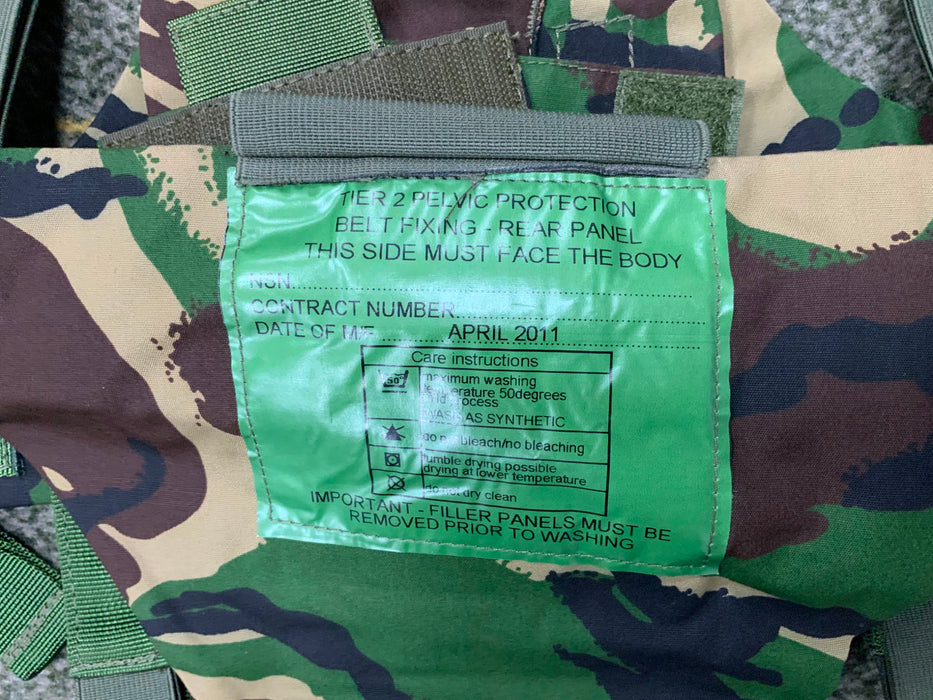 TIER 2 PELVIC PROTECTION
BELT FIXING - REAR PANEL
THIS SIDE MUST FACE THE BODY
NSN.
CONTRACT NUMBER
DATE OF M/F APRIL 2011
Care instructions
50°
maximum washing
temperature 50degrees
process
WASH AS SYNTHETIC
do not bleach/no bleaching
tumble drying possible
drying at lower temperature
do not dry clean
IMPORTANT - FILLER PANELS MUST BE
REMOVED PRIOR TO WASHING